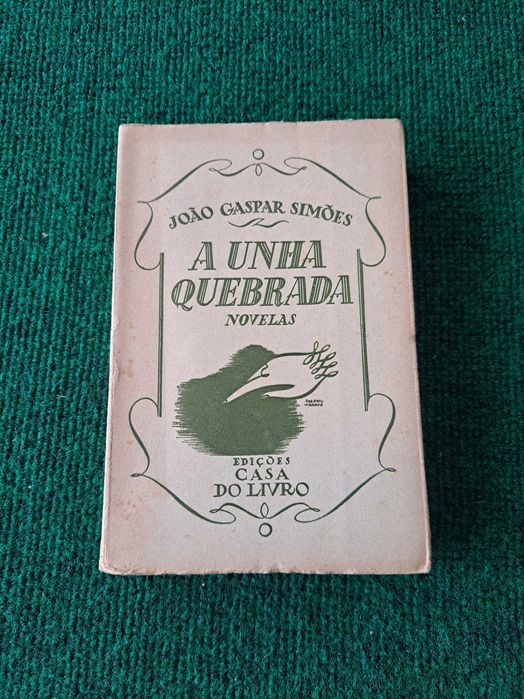 JOÃO GASPAR SIMÕES
A UNHA
QUEBRADA
NOVELAS
EDIÇÕES
CASA
DO LIVRO